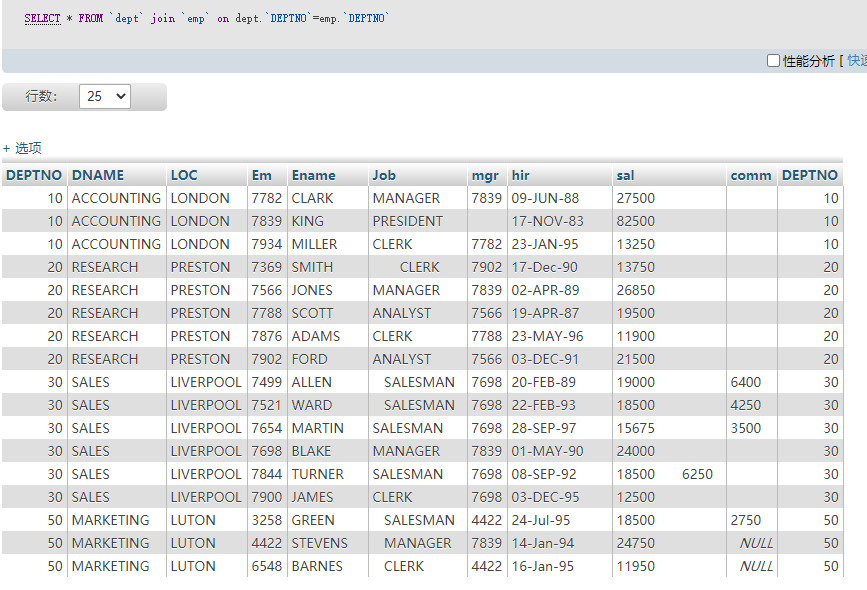 SELECT * FROM `dept` join `emp` on dept.`DEPTNO`=emp.`DEPTNO`
性能分析 [ 快速
行数: 25
+ 选项
DEPTNO DNAME LOC Em Ename Job mgr hir sal comm DEPTNO
10 ACCOUNTING LONDON 7782 CLARK MANAGER 7839 09-JUN-88 27500 10
10 ACCOUNTING LONDON 7839 KING PRESIDENT 17-NOV-83 82500 10
10 ACCOUNTING LONDON 7934 MILLER CLERK 7782 23-JAN-95 13250 10
20 RESEARCH PRESTON 7369 SMITH CLERK 7902 17-Dec-90 13750 20
20 RESEARCH PRESTON 7566 JONES MANAGER 7839 02-APR-89 26850 20
20 RESEARCH PRESTON 7788 SCOTT ANALYST 7566 19-APR-87 19500 20
20 RESEARCH PRESTON 7876 ADAMS CLERK 7788 23-MAY-96 11900 20
20 RESEARCH PRESTON 7902 FORD ANALYST 7566 03-DEC-91 21500 20
30 SALES LIVERPOOL 7499 ALLEN SALESMAN 7698 20-FEB-89 19000 6400 30
30 SALES LIVERPOOL 7521 WARD SALESMAN 7698 22-FEB-93 18500 4250 30
30 SALES LIVERPOOL 7654 MARTIN SALESMAN 7698 28-SEP-97 15675 3500 30
30 SALES LIVERPOOL 7698 BLAKE MANAGER 7839 01-MAY-90 24000 30
30 SALES LIVERPOOL 7844 TURNER SALESMAN 7698 08-SEP-92 18500 6250 30
30 SALES LIVERPOOL 7900 JAMES CLERK 7698 03-DEC-95 12500 30
50 MARKETING LUTON 3258 GREEN SALESMAN 4422 24-Jul-95 18500 2750 50
50 MARKETING LUTON 4422 STEVENS MANAGER 7839 14-Jan-94 24750 NULL 50
50 MARKETING LUTON 6548 BARNES CLERK 4422 16-Jan-95 11950 NULL 50